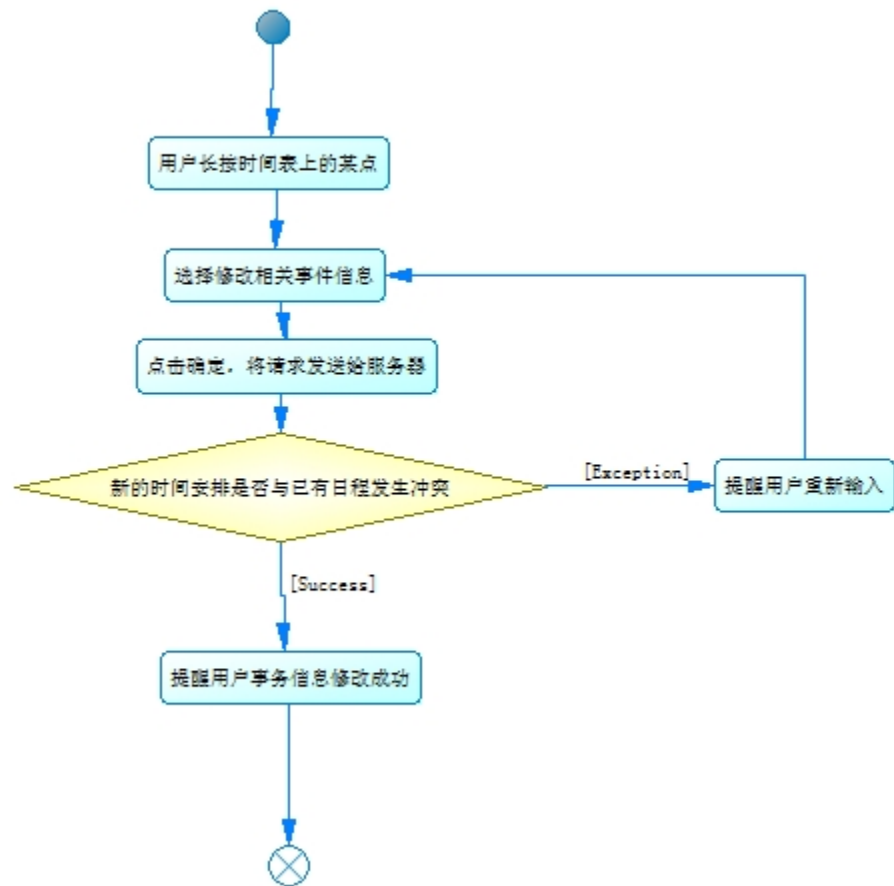 用户长按时间表上的某点
选择修改相关事件信息
点击确定，将请求发送给服务器
新的时间安排是否与已有日程发生冲突
[Exception]
提醒用户重新输入
[Success]
提醒用户事务信息修改成功